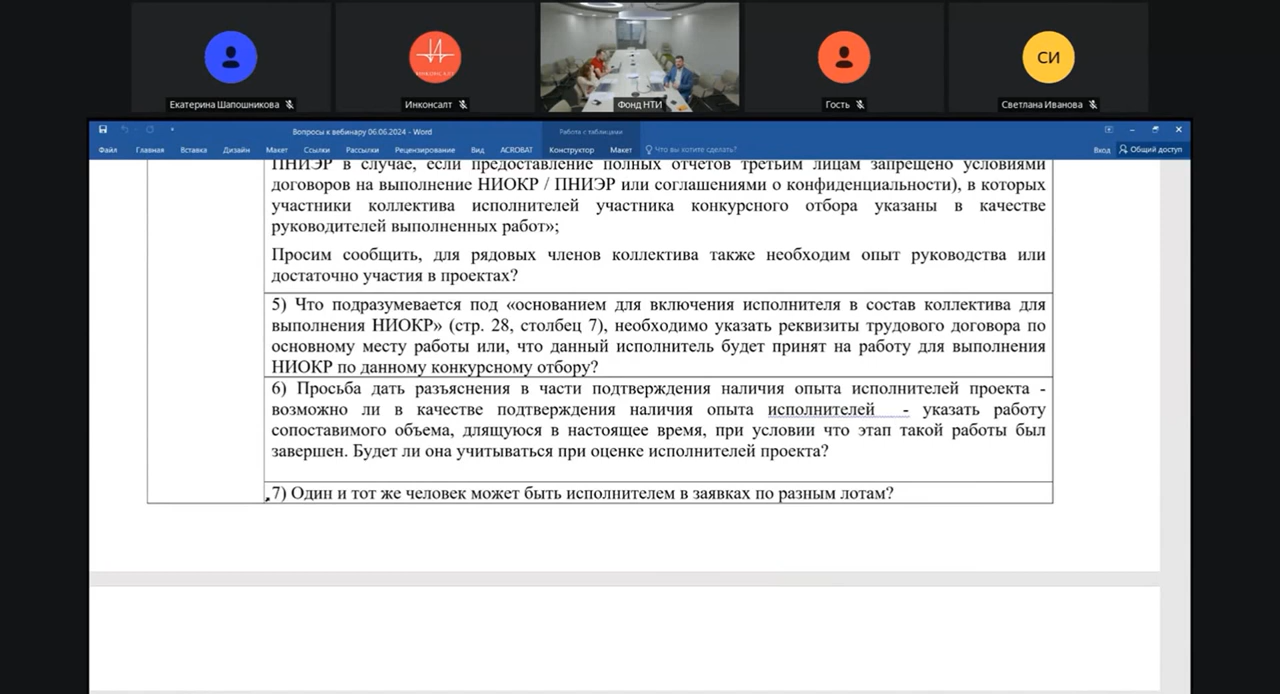 Екатерина Шапошникова
Инконсалт
Фонд НТИ
Гость
СИ
Светлана Иванова
Вопросы к вебинару 06.06.2024 - Word
Работа с таблицами
Файл Главная Вставка Дизайн Макет Ссылки Рассылки Рецензирование Вид ACROBAT Конструктор Макет Что вы хотите сделать? Вход Общий доступ
ПНИЭР в случае, если предоставление полных отчетов третьим лицам запрещено условиями
договоров на выполнение НИОКР / ПНИЭР или соглашениями о конфиденциальности), в которых
участники коллектива исполнителей участника конкурсного отбора указаны в качестве
руководителей выполненных работ»;
Просим сообщить, для рядовых членов коллектива также необходим опыт руководства или
достаточно участия в проектах?
5) Что подразумевается под «основанием для включения исполнителя в состав коллектива для
выполнения НИОКР» (стр. 28, столбец 7), необходимо указать реквизиты трудового договора по
основному месту работы или, что данный исполнитель будет принят на работу для выполнения
НИОКР по данному конкурсному отбору?
6) Просьба дать разъяснения в части подтверждения наличия опыта исполнителей проекта -
возможно ли в качестве подтверждения наличия опыта исполнителей - указать работу
сопоставимого объема, длящуюся в настоящее время, при условии что этап такой работы был
завершен. Будет ли она учитываться при оценке исполнителей проекта?
7) Один и тот же человек может быть исполнителем в заявках по разным лотам?